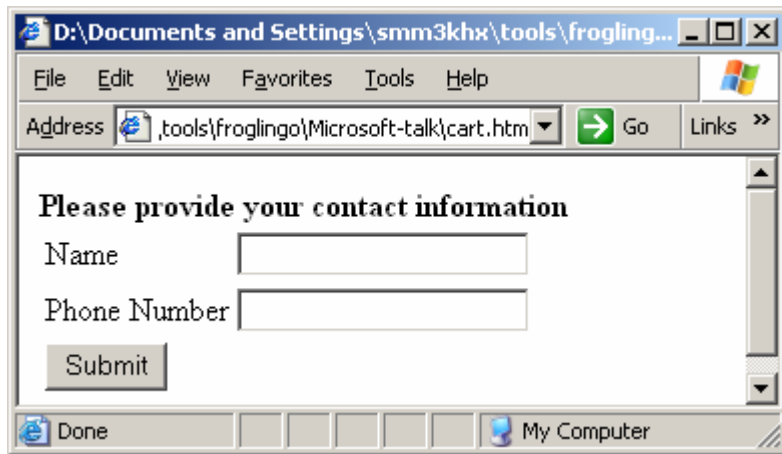 D:\Documents and Settings\smm3khx\tools\frogling...
File Edit View Favorites Tools Help
Address ,tools\froglingo\Microsoft-talk\cart.htm Go Links »
Please provide your contact information
Name
Phone Number
Submit
Done My Computer